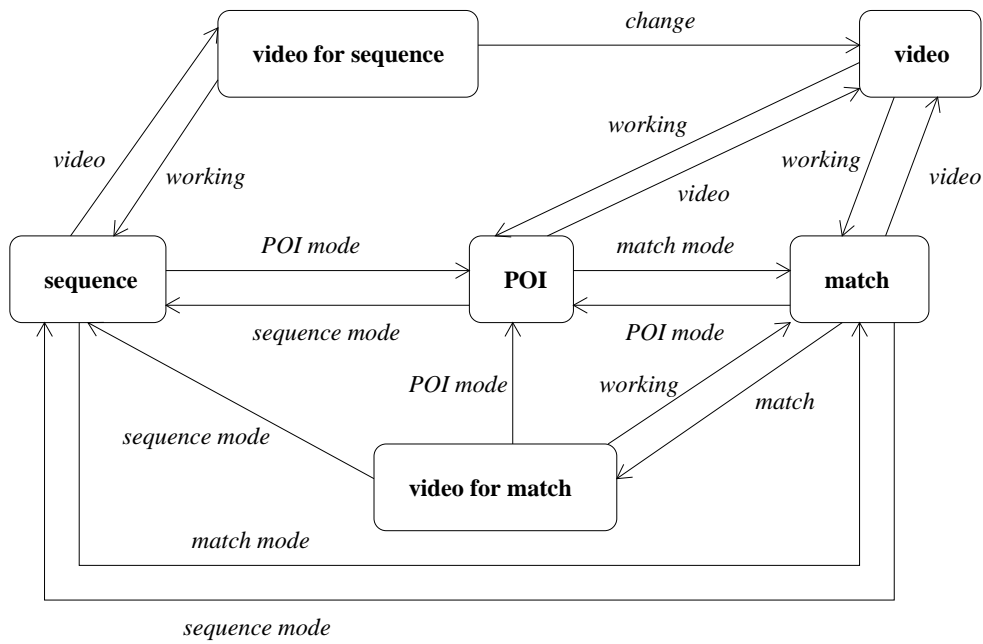 change
video for sequence
video
working
video
working
working
video
video
POI mode
match mode
sequence
POI
match
sequence mode
POI mode
POI mode
working
match
sequence mode
video for match
match mode
sequence mode